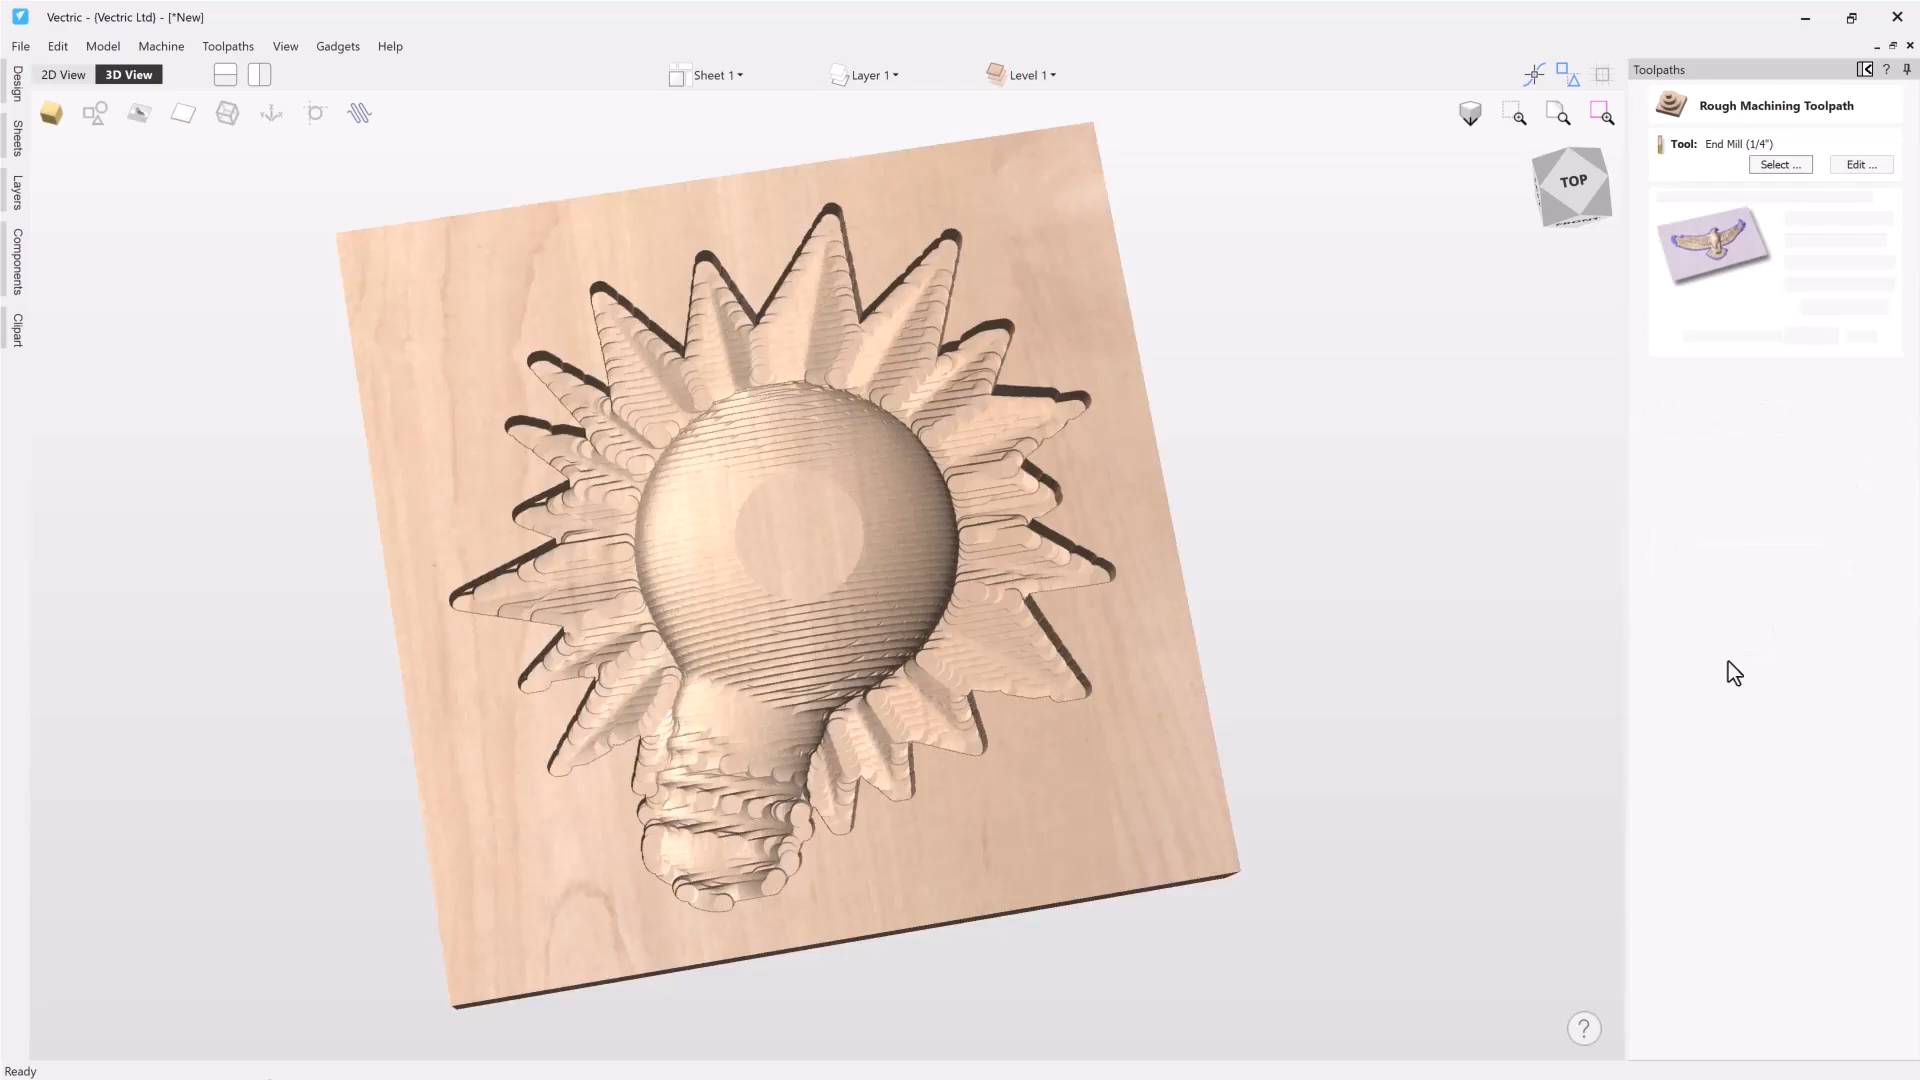 Vectric - {Vectric Ltd} - [*New]
File Edit Model Machine Toolpaths View Gadgets Help
2D View 3D View Sheet 1 Layer 1 Level 1
Toolpaths ?
Rough Machining Toolpath
Tool: End Mill (1/4")
Select ... Edit ...
Design
Sheets
Layers
Components
Clipart
TOP
FRONT
?
Ready